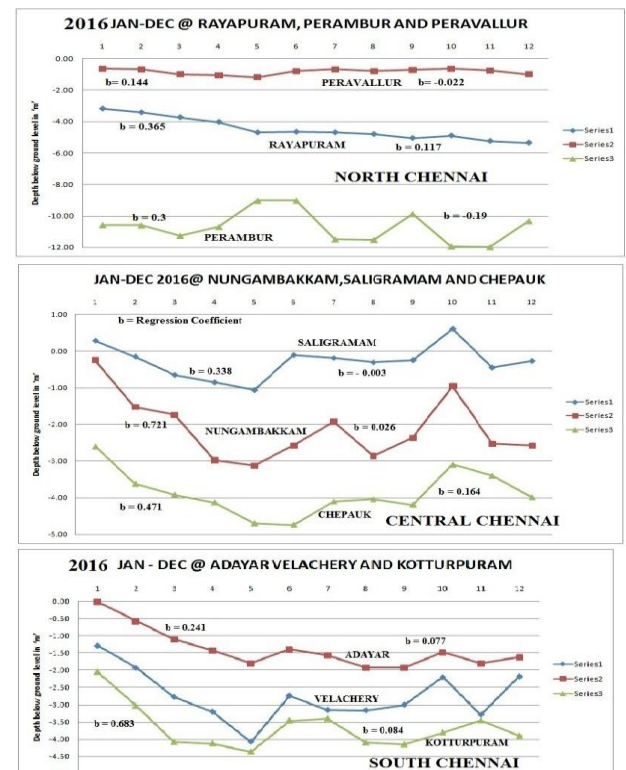 2016 JAN-DEC @ RAYAPURAM, PERAMBUR AND PERAVALLUR
1 2 3 4 5 6 7 8 9 10 11 12
0.00
b= 0.144 PERAVALLUR b= -0.022
-2.00
b = 0.365
-4.00
RAYAPURAM b = 0.117
-6.00
NORTH CHENNAI
-8.00
b = 0.3 b = -0.19
-10.00
PERAMBUR
-12.00
Depth below ground level in 'm'
Series1
Series2
Series3
JAN-DEC 2016@ NUNGAMBAKKAM,SALIGRAMAM AND CHEPAUK
1 2 3 4 5 6 7 8 9 10 11 12
1.00
b = Regression Coefficient
SALIGRAMAM
0.00
b = 0.338 b = - 0.003
-1.00
b = 0.721 NUNGAMBAKKAM b = 0.026
-2.00
-3.00
b = 0.471 CHEPAUK b = 0.164
-4.00
CENTRAL CHENNAI
-5.00
Depth below ground level in 'm'
Series1
Series2
Series3
2016 JAN - DEC @ ADAYAR VELACHERY AND KOTTURPURAM
1 2 3 4 5 6 7 8 9 10 11 12
0.00
-0.50
b = 0.241
-1.00
b = 0.077
-1.50
ADAYAR
-2.00
-2.50
VELACHERY
-3.00
b = 0.683
-3.50
b = 0.084
-4.00
KOTTURPURAM
-4.50
SOUTH CHENNAI
Depth below ground level in 'm'
Series1
Series2
Series3